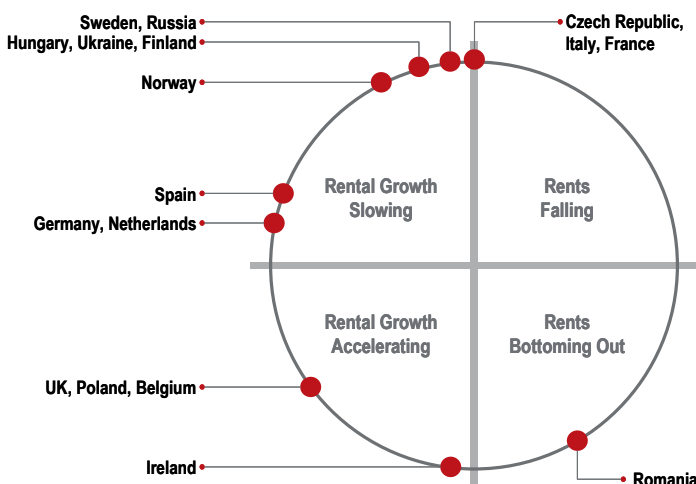 Sweden, Russia
Czech Republic,
Italy, France
Hungary, Ukraine, Finland
Norway
Rental Growth
Slowing
Rents
Falling
Spain
Germany, Netherlands
Rental Growth
Accelerating
Rents
Bottoming Out
UK, Poland, Belgium
Ireland
Romania